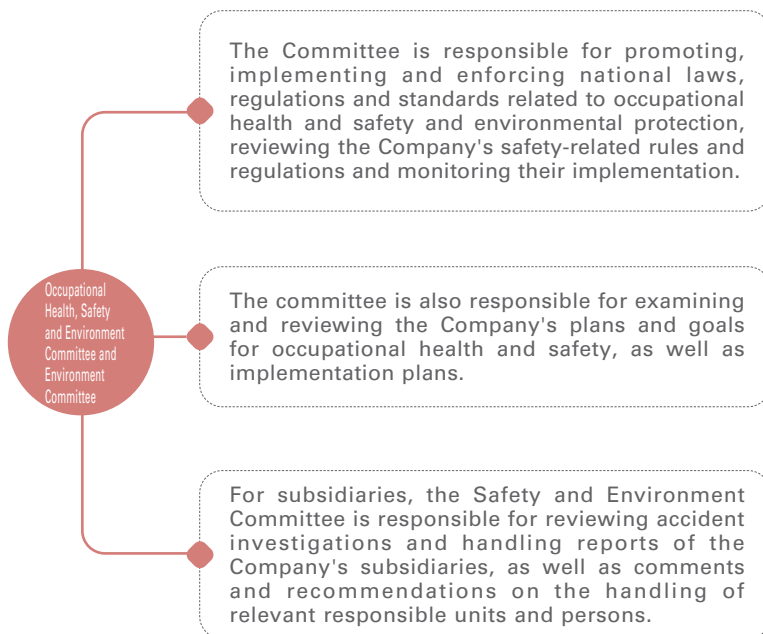 The Committee is responsible for promoting,
implementing and enforcing national laws,
regulations and standards related to occupational
health and safety and environmental protection,
reviewing the Company's safety-related rules and
regulations and monitoring their implementation.
Occupational
Health, Safety
and Environment
Committee and
Environment
Committee
The committee is also responsible for examining
and reviewing the Company's plans and goals
for occupational health and safety, as well as
implementation plans.
For subsidiaries, the Safety and Environment
Committee is responsible for reviewing accident
investigations and handling reports of the
Company's subsidiaries, as well as comments
and recommendations on the handling of
relevant responsible units and persons.